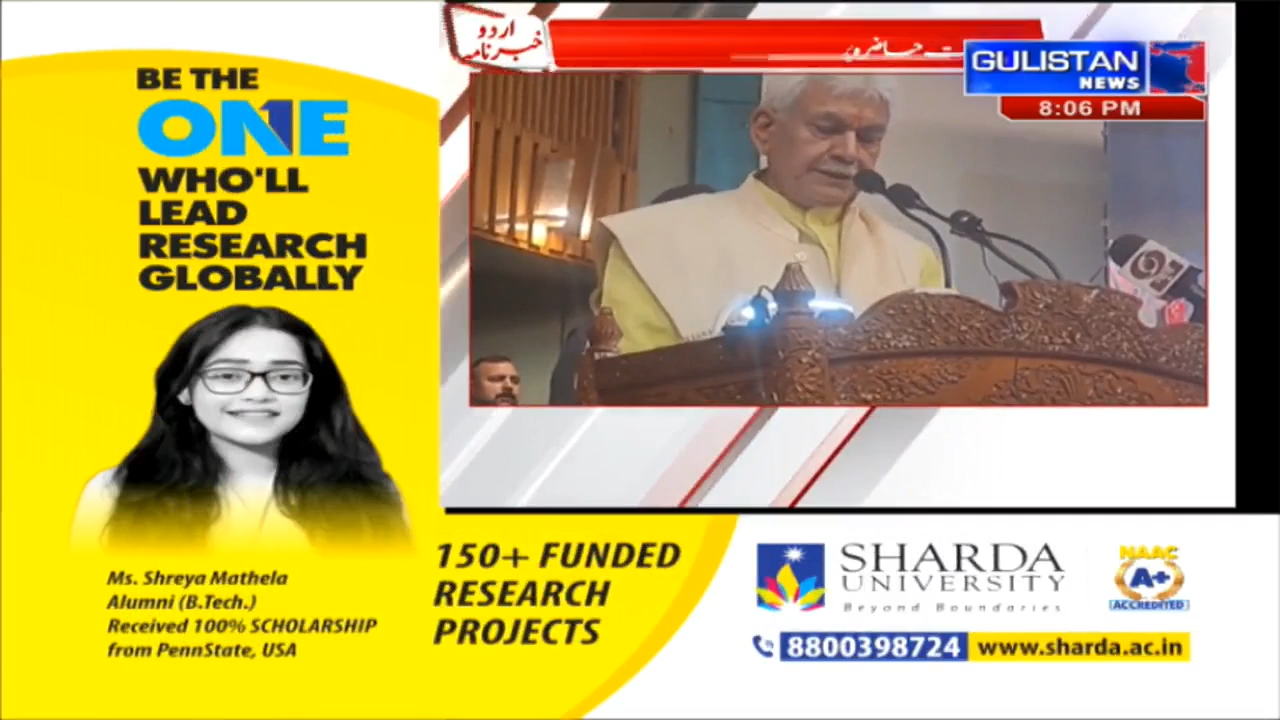 BE THE
ONE
WHO'LL
LEAD
RESEARCH
GLOBALLY
Ms. Shreya Mathela
Alumni (B.Tech.)
Received 100% SCHOLARSHIP
from PennState, USA
اردو
خبرنامہ
حاضرہ
GULISTAN
NEWS
8:06 PM
150+ FUNDED
RESEARCH
PROJECTS
SHARDA
UNIVERSITY
Beyond Boundaries
NAAC
A+
ACCREDITED
8800398724
www.sharda.ac.in